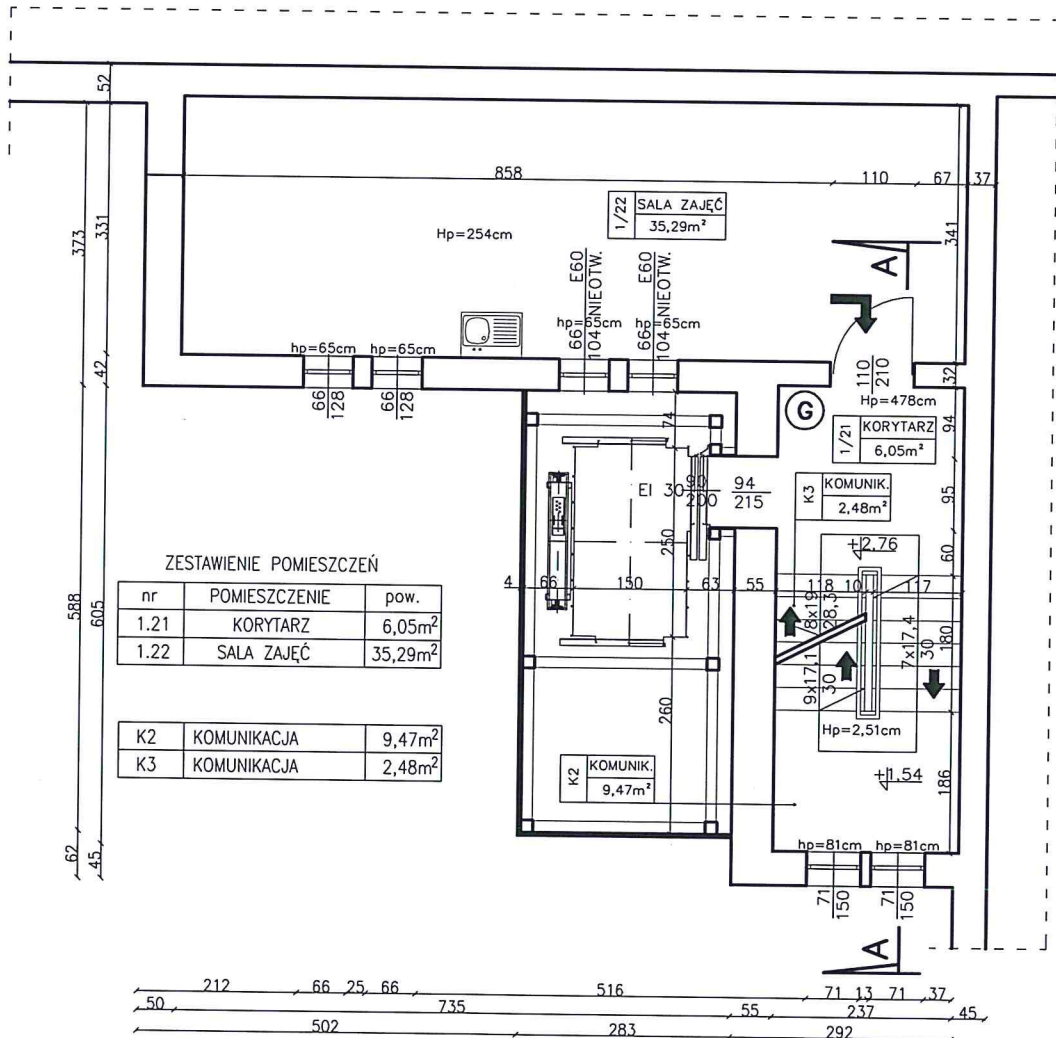 52
858
110
67
37
373
331
1/22 SALA ZAJĘĆ
35,29m²
Hp=254cm
341
A
E60
104 NIEOTW.
66
E60
104 NIEOTW.
66
hp=65cm
hp=65cm
hp=65cm
hp=65cm
42
66
128
66
128
110
210
32
Hp=478cm
G
1/21 KORYTARZ
6,05m²
94
74
EI 30
90
200
94
215
K3 KOMUNIK.
2,48m²
95
+2,76
60
250
4
66
150
63
55
118
10
117
8x19
28,3
9x17,1
30
7x17,4
30
180
Hp=2,51cm
260
K2 KOMUNIK.
9,47m²
+1,54
186
hp=81cm
hp=81cm
71
150
71
150
A
588
605
62
45
ZESTAWIENIE POMIESZCZEŃ
nr POMIESZCZENIE pow.
1.21 KORYTARZ 6,05m²
1.22 SALA ZAJĘĆ 35,29m²
K2 KOMUNIKACJA 9,47m²
K3 KOMUNIKACJA 2,48m²
212 66 25 66 516 71 13 71 37
50 735 55 237 45
502 283 292